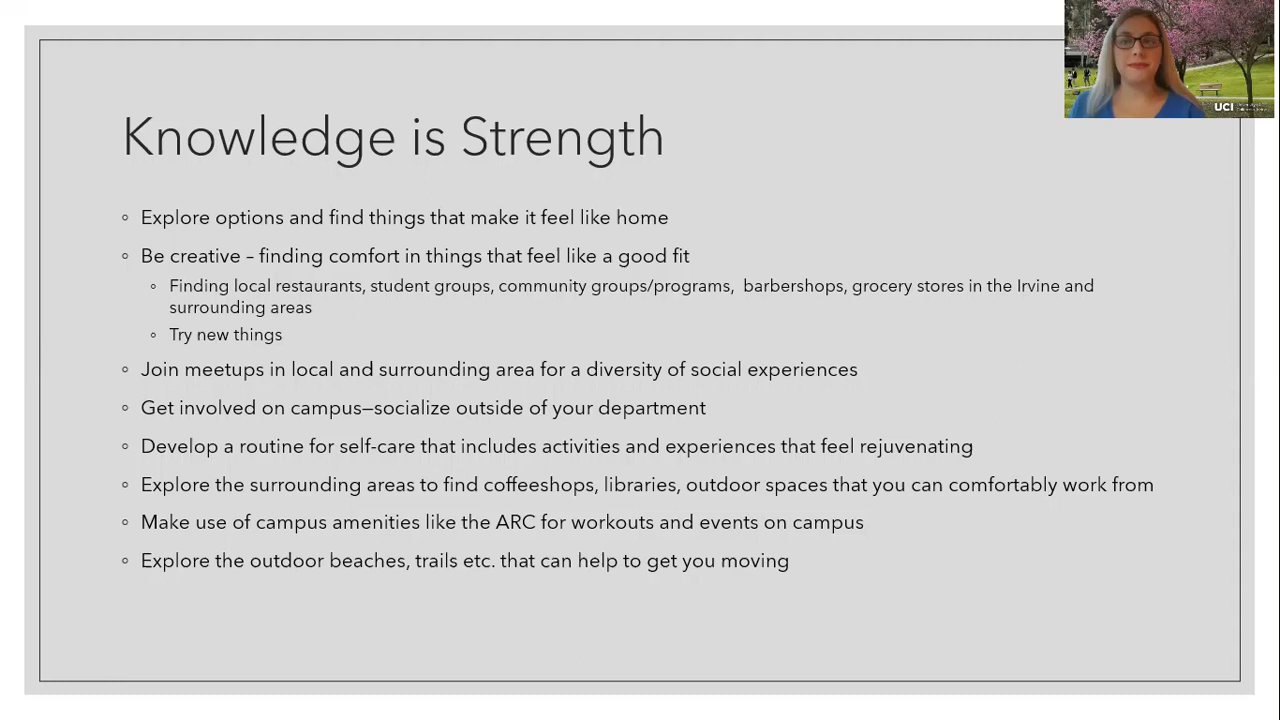 UCI
Knowledge is Strength
◦ Explore options and find things that make it feel like home
◦ Be creative – finding comfort in things that feel like a good fit
◦ Finding local restaurants, student groups, community groups/programs,  barbershops, grocery stores in the Irvine and
surrounding areas
◦ Try new things
◦ Join meetups in local and surrounding area for a diversity of social experiences
◦ Get involved on campus—socialize outside of your department
◦ Develop a routine for self-care that includes activities and experiences that feel rejuvenating
◦ Explore the surrounding areas to find coffeeshops, libraries, outdoor spaces that you can comfortably work from
◦ Make use of campus amenities like the ARC for workouts and events on campus
◦ Explore the outdoor beaches, trails etc. that can help to get you moving